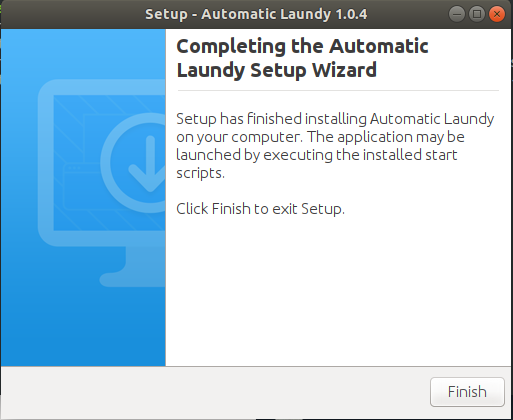 Setup - Automatic Laundy 1.0.4
Completing the Automatic
Laundy Setup Wizard
Setup has finished installing Automatic Laundy
on your computer. The application may be
launched by executing the installed start
scripts.
Click Finish to exit Setup.
Finish